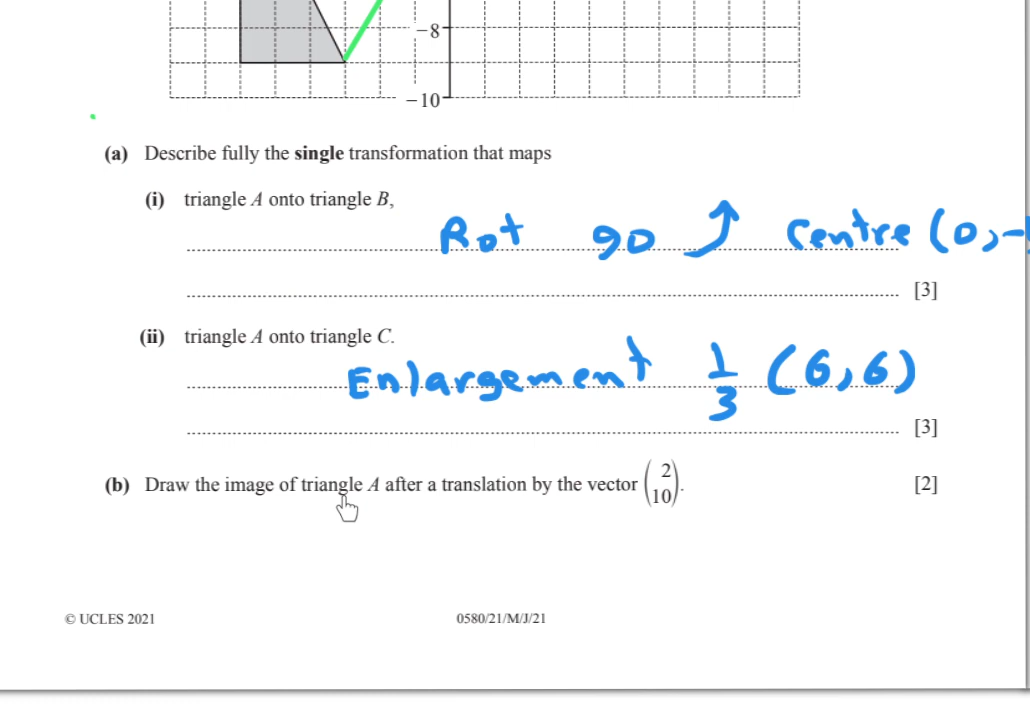 −8
−10
(a) Describe fully the single transformation that maps
(i) triangle A onto triangle B,
Rot 90 centre (0,-
[3]
(ii) triangle A onto triangle C.
Enlargement 1/3 (6,6)
[3]
(b) Draw the image of triangle A after a translation by the vector (2 10). [2]
© UCLES 2021 0580/21/M/J/21